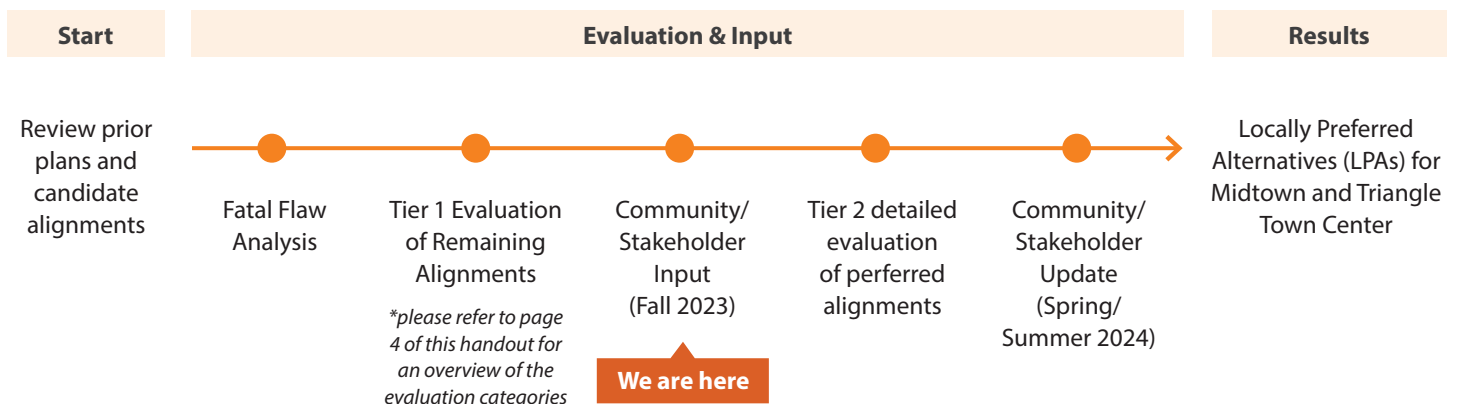 Start
Evaluation & Input
Results
Review prior
plans and
candidate
alignments
Fatal Flaw
Analysis
Tier 1 Evaluation
of Remaining
Alignments
*please refer to page
4 of this handout for
an overview of the
evaluation categories
Community/
Stakeholder
Input
(Fall 2023)
We are here
Tier 2 detailed
evaluation
of perferred
alignments
Community/
Stakeholder
Update
(Spring/
Summer 2024)
Locally Preferred
Alternatives (LPAs) for
Midtown and Triangle
Town Center